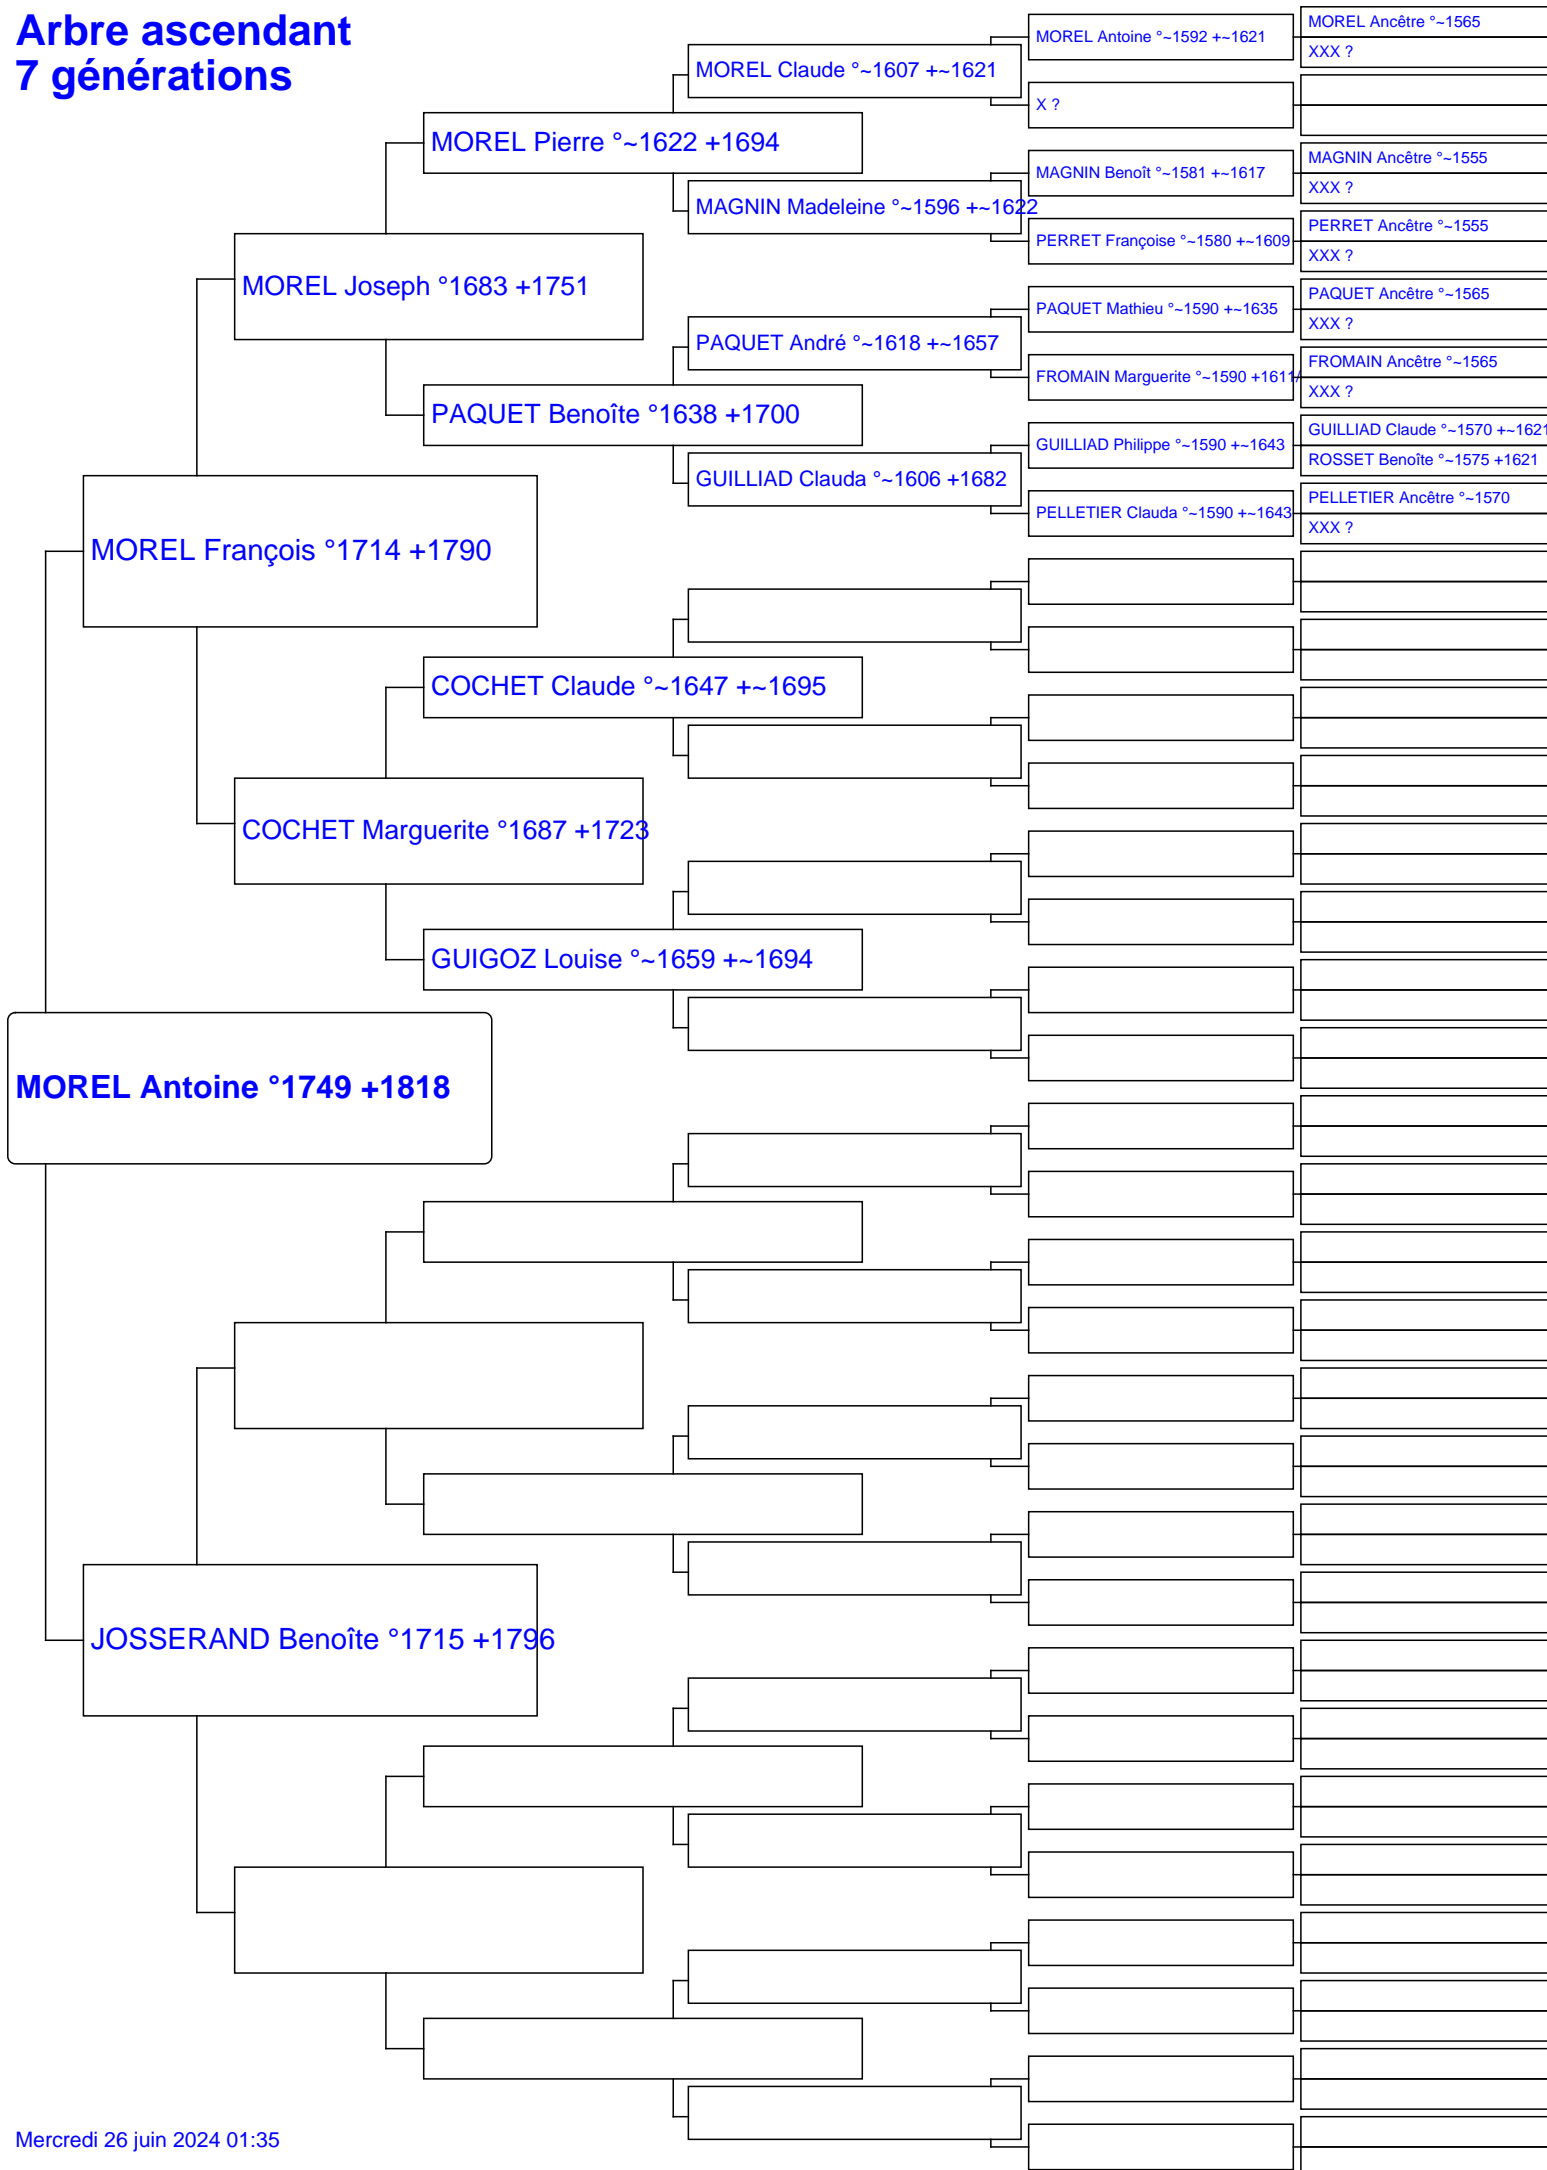 Arbre ascendant
7 générations
MOREL Antoine °~1592 +~1621
MOREL Ancêtre °~1565
XXX ?
MOREL Claude °~1607 +~1621
X ?
MOREL Pierre °~1622 +1694
MAGNIN Benoît °~1581 +~1617
MAGNIN Ancêtre °~1555
XXX ?
MAGNIN Madeleine °~1596 +~1622
PERRET Françoise °~1580 +~1609
PERRET Ancêtre °~1555
XXX ?
MOREL Joseph °1683 +1751
PAQUET Mathieu °~1590 +~1635
PAQUET Ancêtre °~1565
XXX ?
PAQUET André °~1618 +~1657
FROMAIN Marguerite °~1590 +1611/
FROMAIN Ancêtre °~1565
XXX ?
PAQUET Benoîte °1638 +1700
GUILLIAD Philippe °~1590 +~1643
GUILLIAD Claude °~1570 +~1621
ROSSET Benoîte °~1575 +1621
GUILLIAD Clauda °~1606 +1682
PELLETIER Clauda °~1590 +~1643
PELLETIER Ancêtre °~1570
XXX ?
MOREL François °1714 +1790
COCHET Claude °~1647 +~1695
COCHET Marguerite °1687 +1723
GUIGOZ Louise °~1659 +~1694
MOREL Antoine °1749 +1818
JOSSERAND Benoîte °1715 +1796
Mercredi 26 juin 2024 01:35